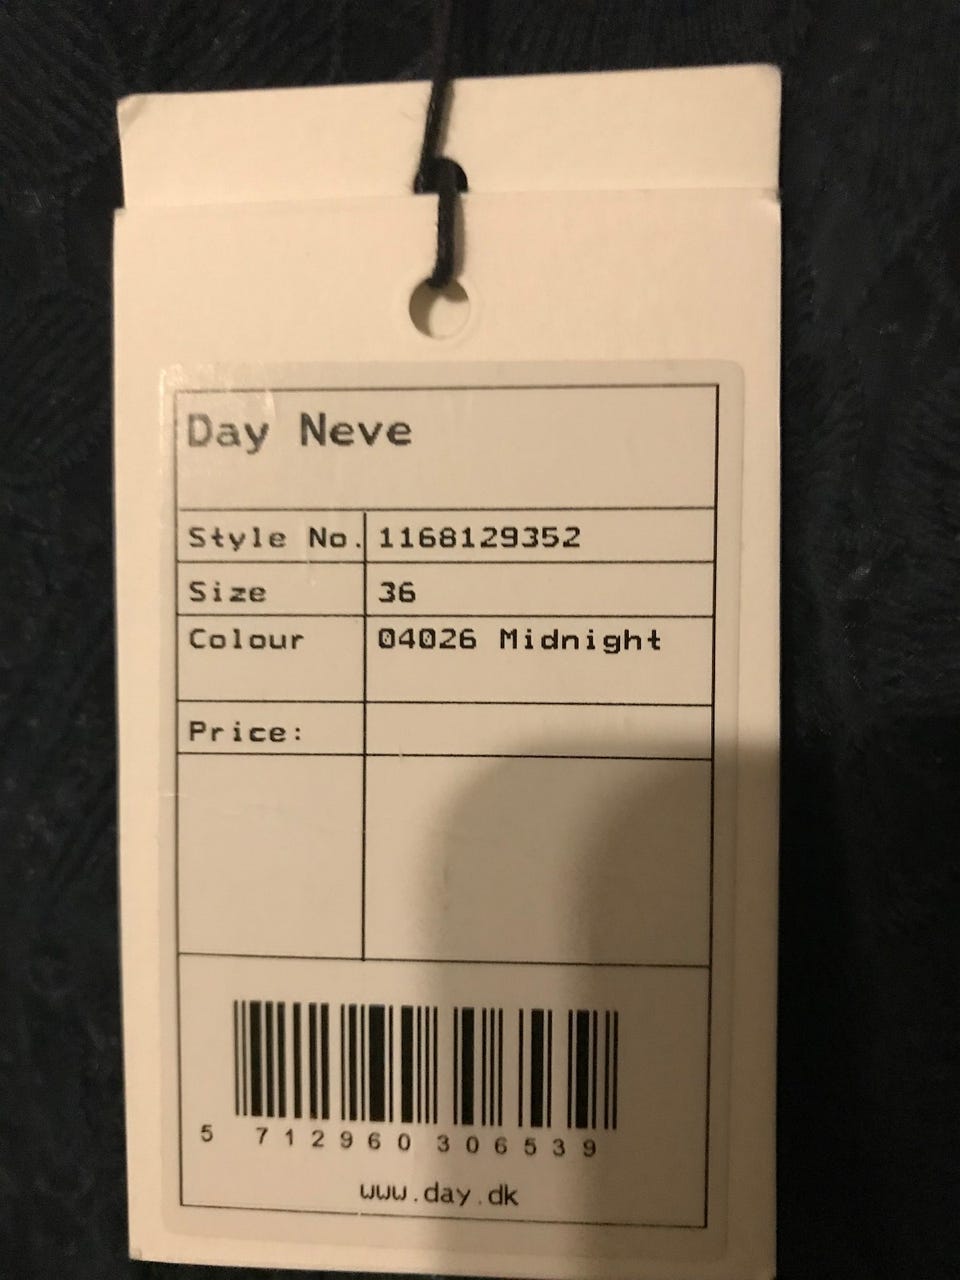 Day Neve
Style No. 1168129352
Size 36
Colour 04026 Midnight
Price:
5 712960 306539
www.day.dk